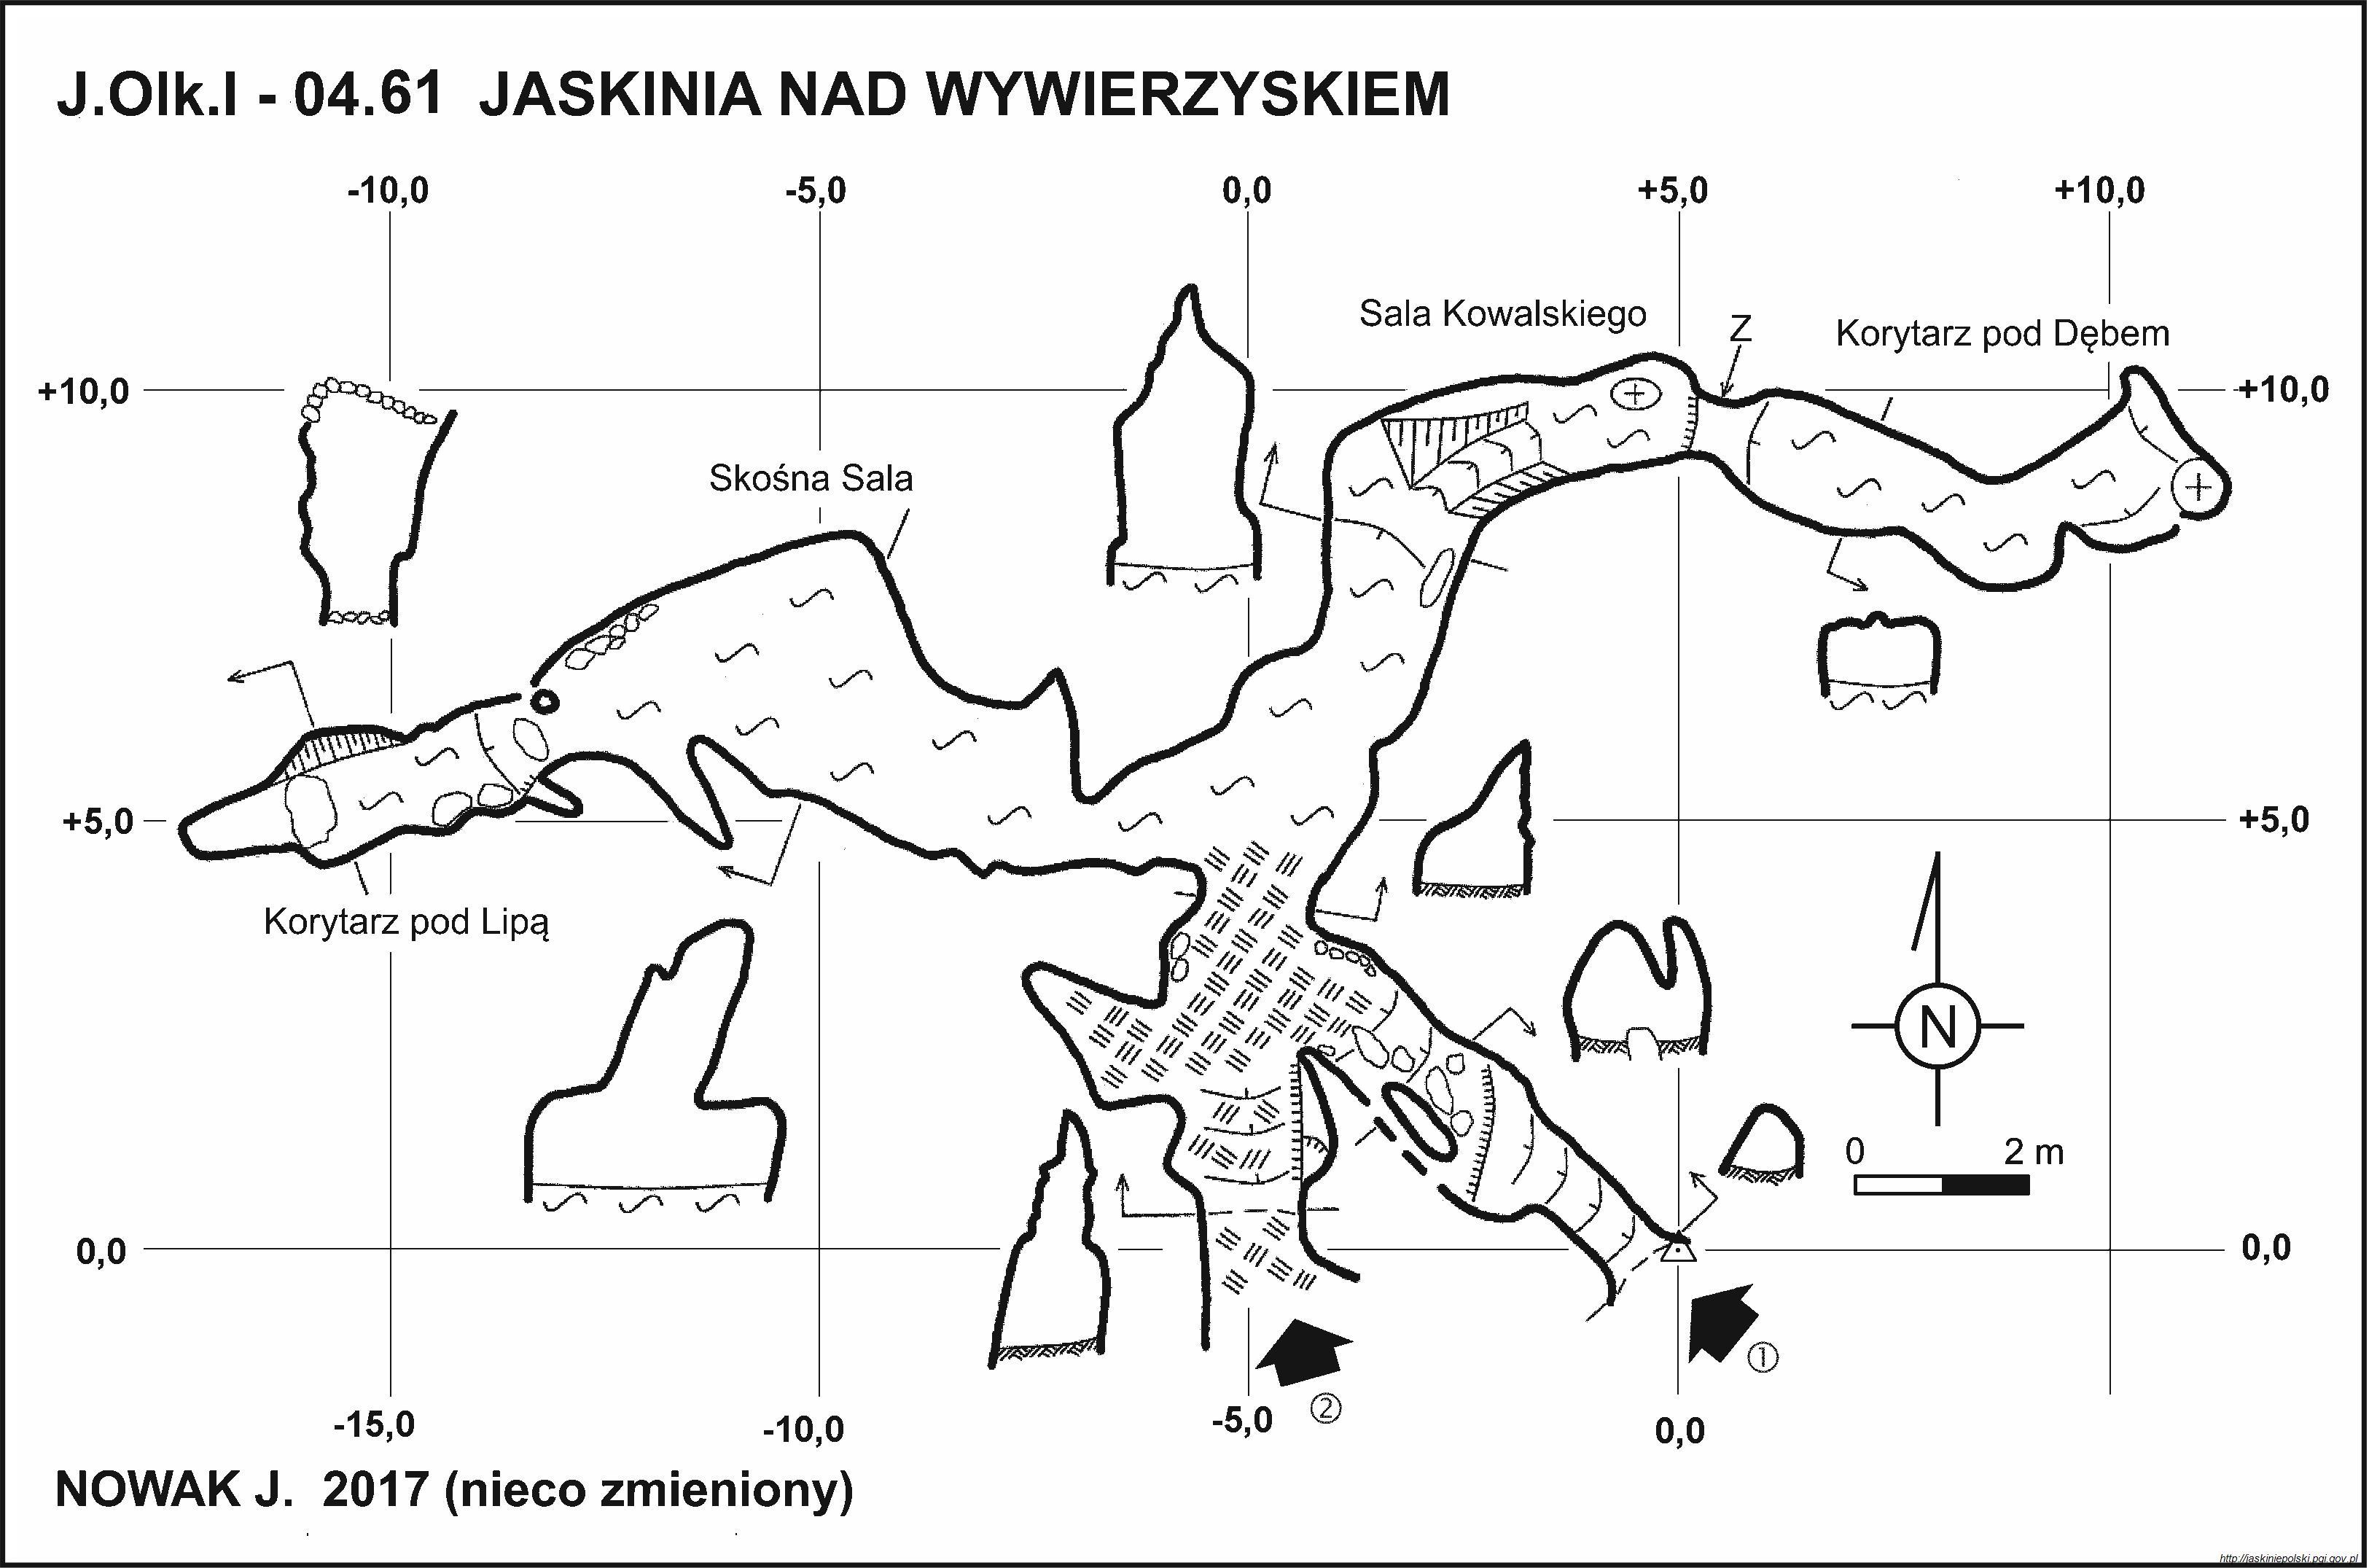 J.Olk.I - 04.61 JASKINIA NAD WYWIERZYSKIEM
-10,0 -5,0 0,0 +5,0 +10,0
Sala Kowalskiego
Z
Korytarz pod Dębem
+10,0 +10,0
Skośna Sala
+5,0 +5,0
Korytarz pod Lipą
N
0 2 m
0,0 0,0
①
②
-15,0 -10,0 -5,0 0,0
NOWAK J. 2017 (nieco zmieniony)
http://jaskiniepolski.pgi.gov.pl